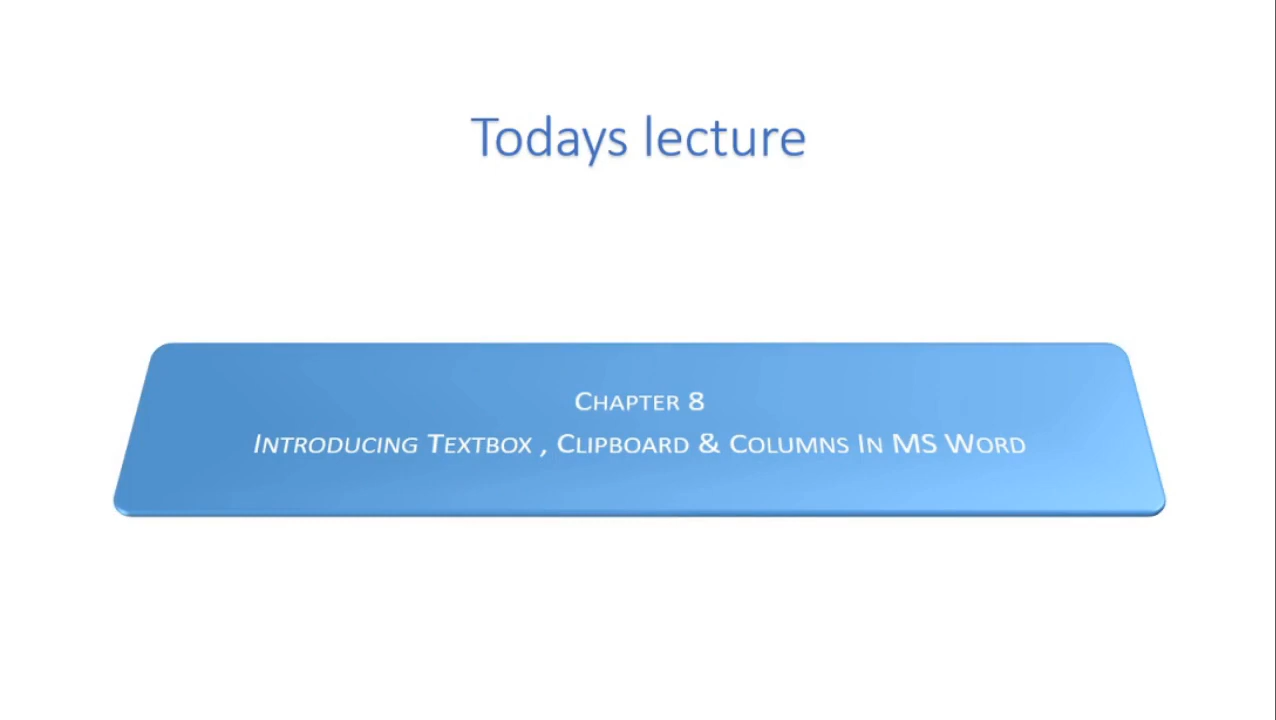 Todays lecture
Chapter 8
Introducing Textbox , Clipboard & Columns In MS Word